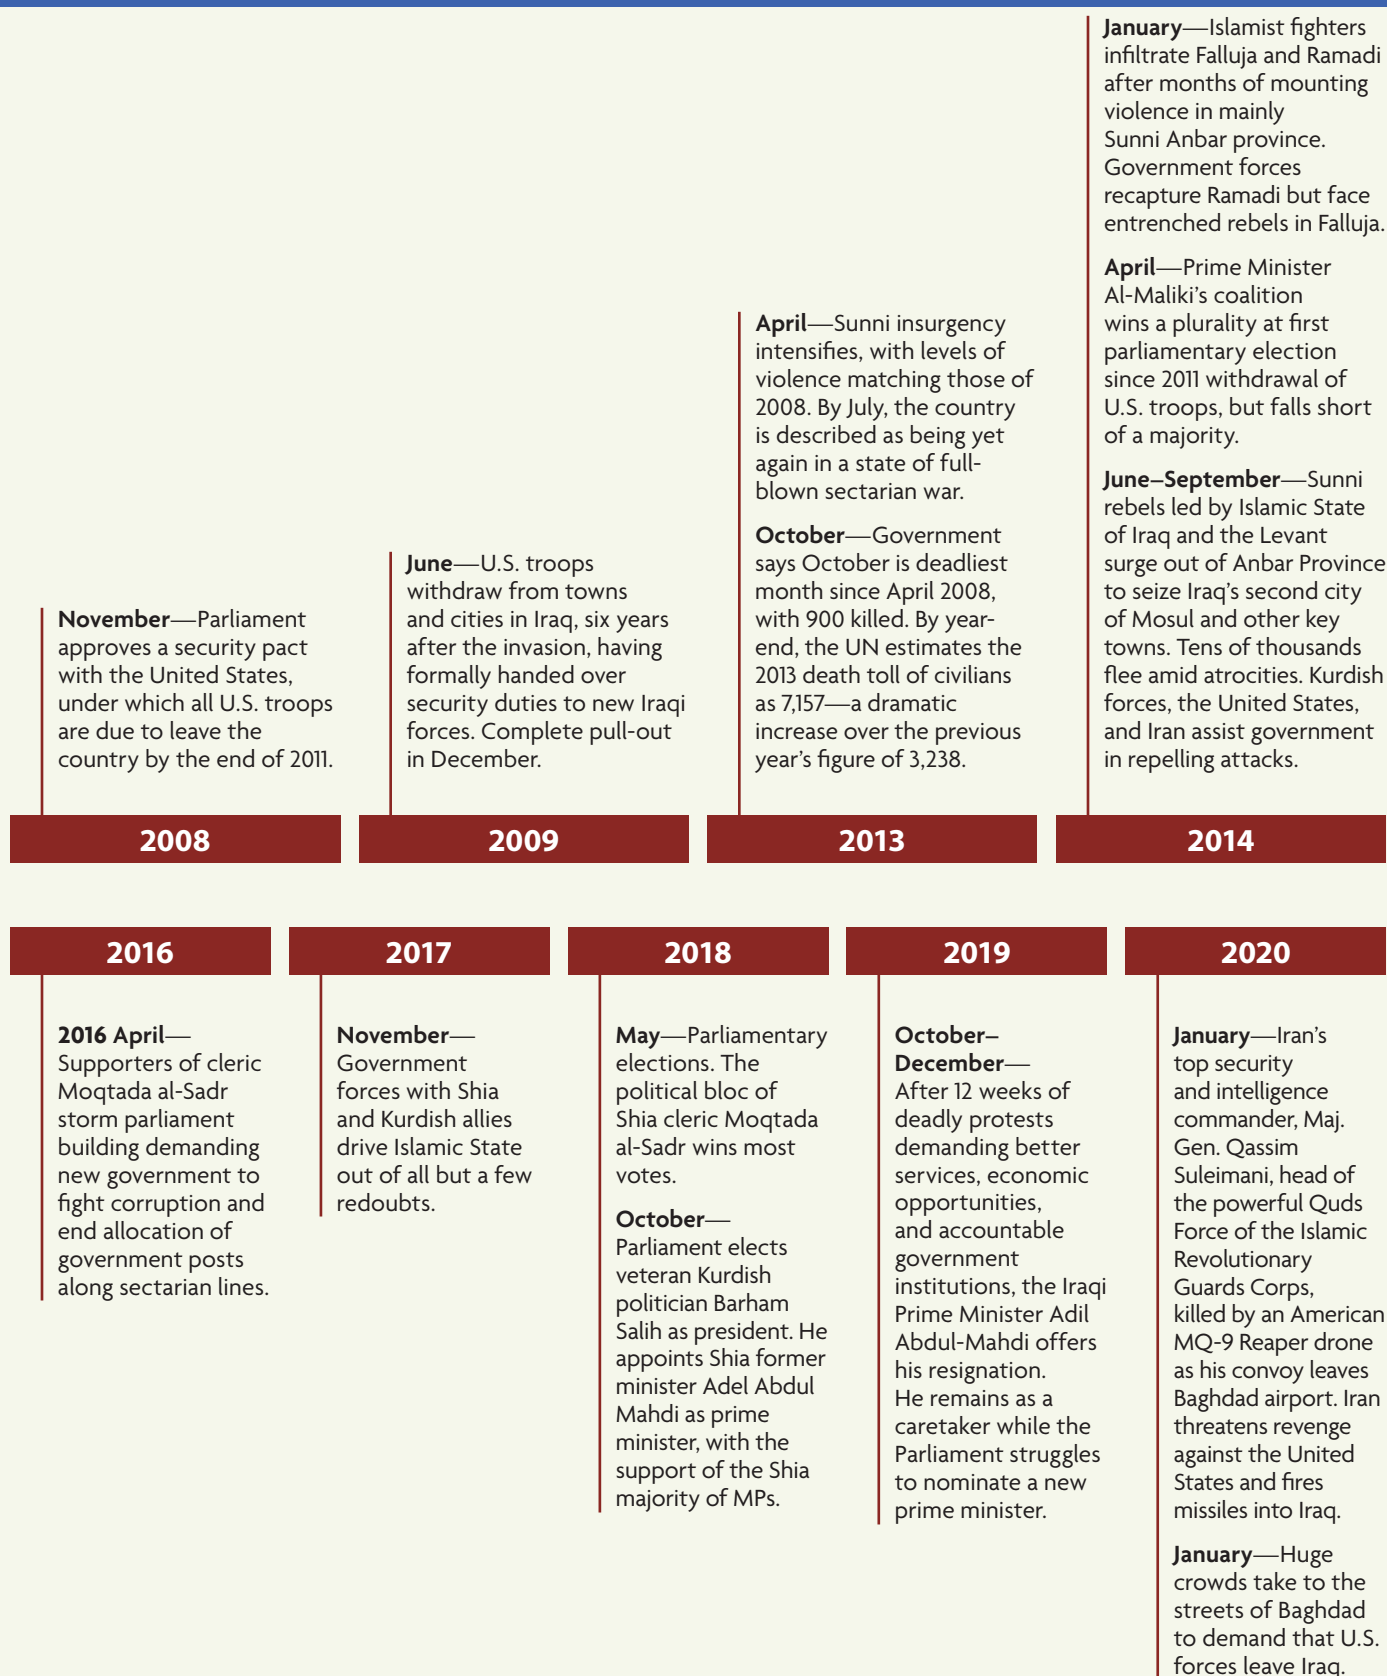 November—Parliament
approves a security pact
with the United States,
under which all U.S. troops
are due to leave the
country by the end of 2011.
2008
June—U.S. troops
withdraw from towns
and cities in Iraq, six years
after the invasion, having
formally handed over
security duties to new Iraqi
forces. Complete pull-out
in December.
2009
April—Sunni insurgency
intensifies, with levels of
violence matching those of
2008. By July, the country
is described as being yet
again in a state of full-
blown sectarian war.
October—Government
says October is deadliest
month since April 2008,
with 900 killed. By year-
end, the UN estimates the
2013 death toll of civilians
as 7,157—a dramatic
increase over the previous
year's figure of 3,238.
2013
January—Islamist fighters
infiltrate Falluja and Ramadi
after months of mounting
violence in mainly
Sunni Anbar province.
Government forces
recapture Ramadi but face
entrenched rebels in Falluja.
April—Prime Minister
Al-Maliki's coalition
wins a plurality at first
parliamentary election
since 2011 withdrawal of
U.S. troops, but falls short
of a majority.
June–September—Sunni
rebels led by Islamic State
of Iraq and the Levant
surge out of Anbar Province
to seize Iraq's second city
of Mosul and other key
towns. Tens of thousands
flee amid atrocities. Kurdish
forces, the United States,
and Iran assist government
in repelling attacks.
2014
2016
2016 April—
Supporters of cleric
Moqtada al-Sadr
storm parliament
building demanding
new government to
fight corruption and
end allocation of
government posts
along sectarian lines.
2017
November—
Government
forces with Shia
and Kurdish allies
drive Islamic State
out of all but a few
redoubts.
2018
May—Parliamentary
elections. The
political bloc of
Shia cleric Moqtada
al-Sadr wins most
votes.
October—
Parliament elects
veteran Kurdish
politician Barham
Salih as president. He
appoints Shia former
minister Adel Abdul
Mahdi as prime
minister, with the
support of the Shia
majority of MPs.
2019
October–
December—
After 12 weeks of
deadly protests
demanding better
services, economic
opportunities,
and accountable
government
institutions, the Iraqi
Prime Minister Adil
Abdul-Mahdi offers
his resignation.
He remains as a
caretaker while the
Parliament struggles
to nominate a new
prime minister.
2020
January—Iran's
top security
and intelligence
commander, Maj.
Gen. Qassim
Suleimani, head of
the powerful Quds
Force of the Islamic
Revolutionary
Guards Corps,
killed by an American
MQ-9 Reaper drone
as his convoy leaves
Baghdad airport. Iran
threatens revenge
against the United
States and fires
missiles into Iraq.
January—Huge
crowds take to the
streets of Baghdad
to demand that U.S.
forces leave Iraq.